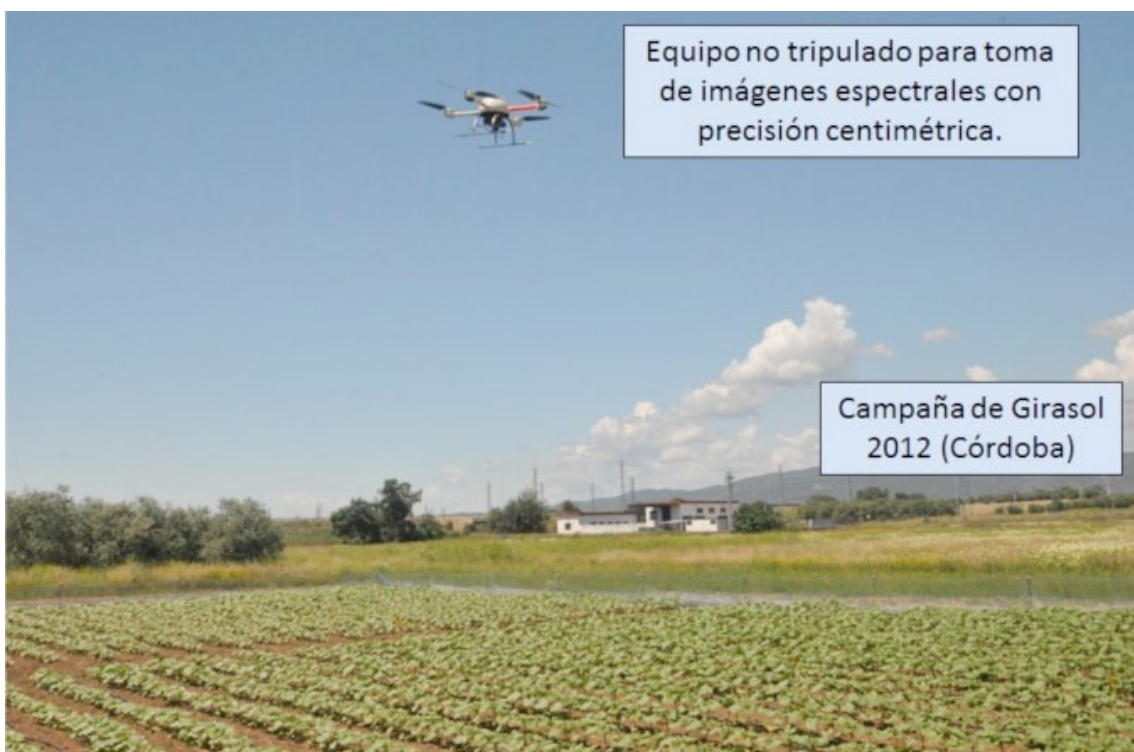 Equipo no tripulado para toma
de imágenes espectrales con
precisión centimétrica.
Campaña de Girasol
2012 (Córdoba)